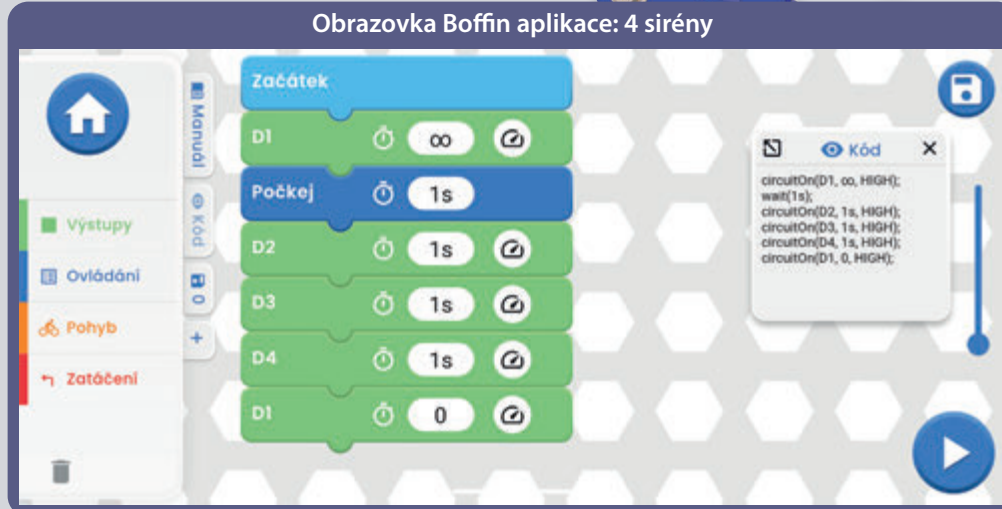 Obrazovka Boffin aplikace: 4 sirény
Manuál
Kód
0
+
Výstupy
Ovládání
Pohyb
Zatáčení
Začátek
D1 ∞
Počkej 1s
D2 1s
D3 1s
D4 1s
D1 0
Kód ×
circuitOn(D1, ∞, HIGH);
wait(1s);
circuitOn(D2, 1s, HIGH);
circuitOn(D3, 1s, HIGH);
circuitOn(D4, 1s, HIGH);
circuitOn(D1, 0, HIGH);